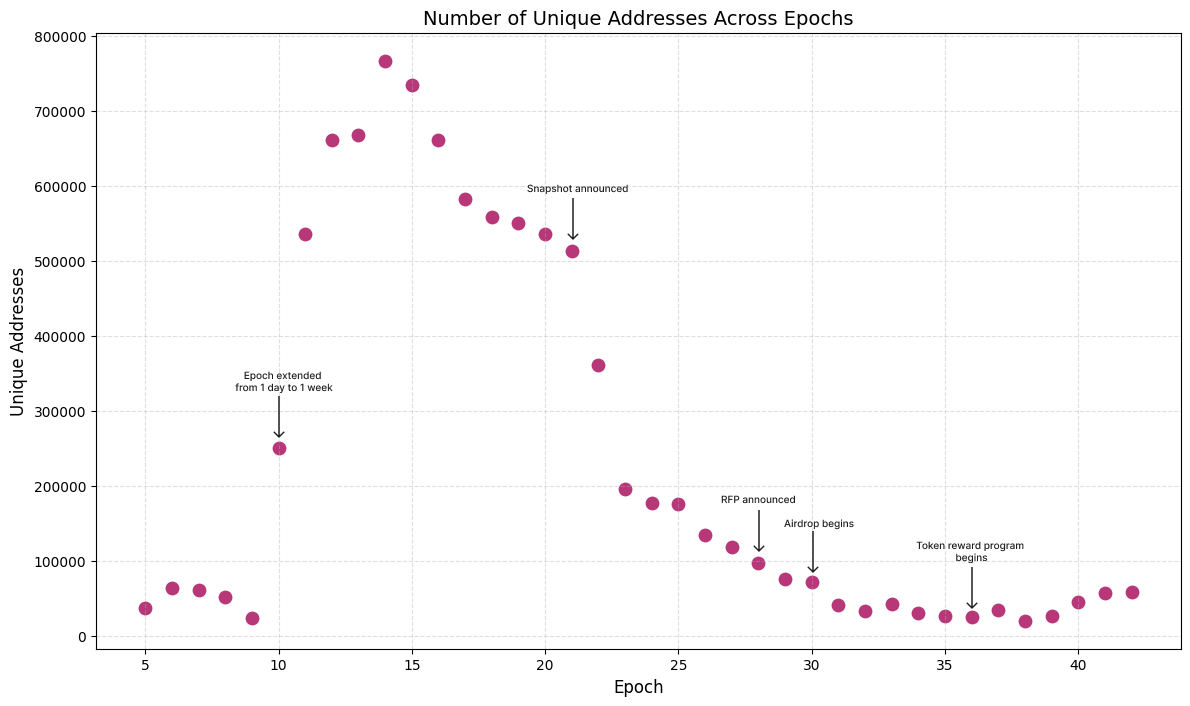 Number of Unique Addresses Across Epochs
Unique Addresses
800000
700000
600000
500000
400000
300000
200000
100000
0
Epoch extended
from 1 day to 1 week
Snapshot announced
RFP announced
Airdrop begins
Token reward program
begins
5
10
15
20
25
30
35
40
Epoch